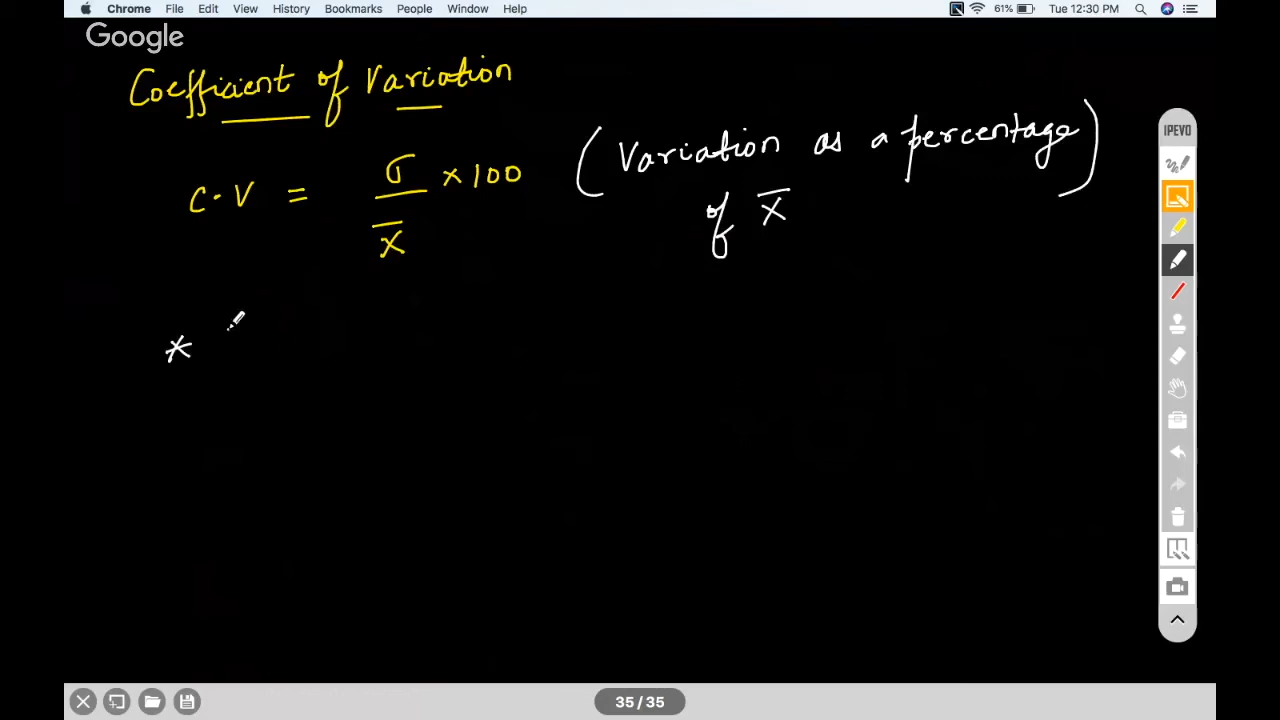 Chrome File Edit View History Bookmarks People Window Help 61% Tue 12:30 PM
Google
Coefficient of Variation
C.V = σ / x̄ × 100
(Variation as a percentage of x̄)
*
IPEVO
35 / 35